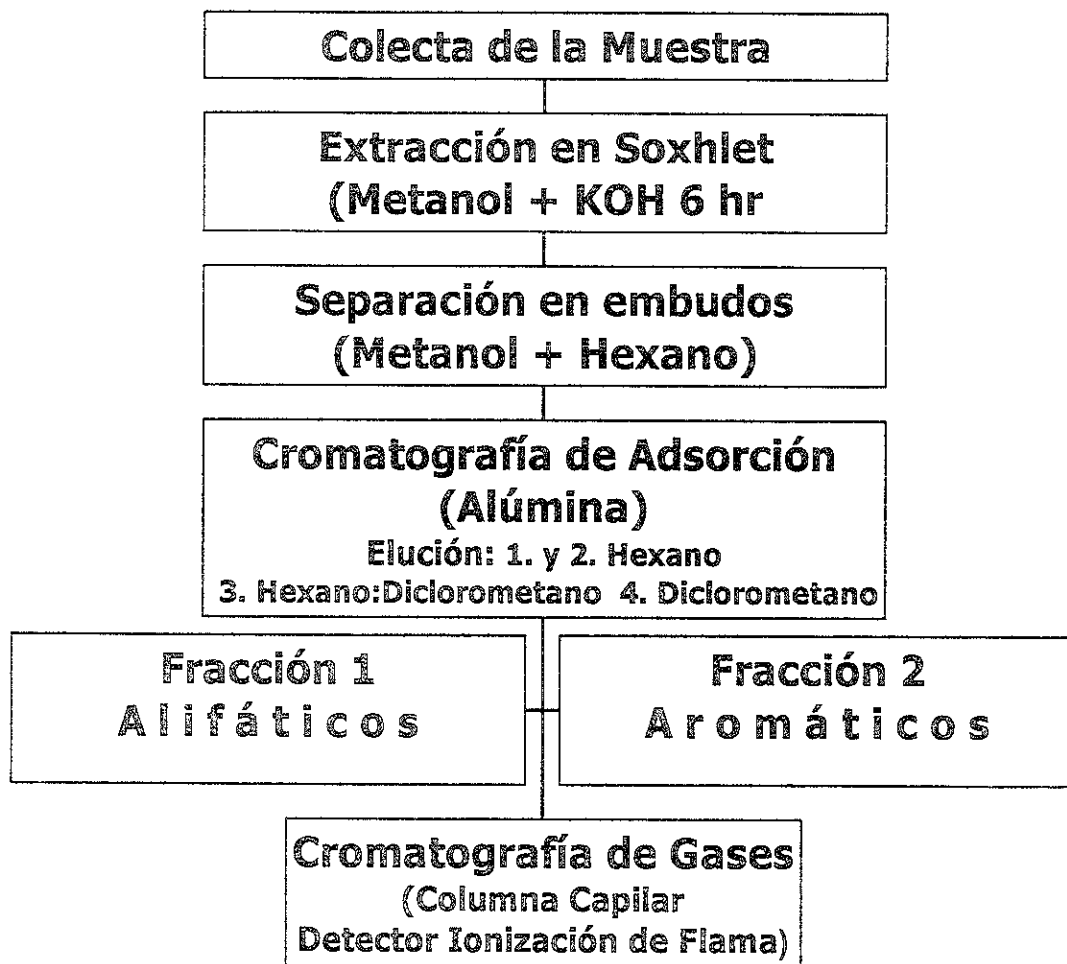 Colecta de la Muestra
Extracción en Soxhlet
(Metanol + KOH 6 hr
Separación en embudos
(Metanol + Hexano)
Cromatografía de Adsorción
(Alúmina)
Elución: 1. y 2. Hexano
3. Hexano:Diclorometano 4. Diclorometano
Fracción 1
Alifáticos
Fracción 2
Aromáticos
Cromatografía de Gases
(Columna Capilar
Detector Ionización de Flama)